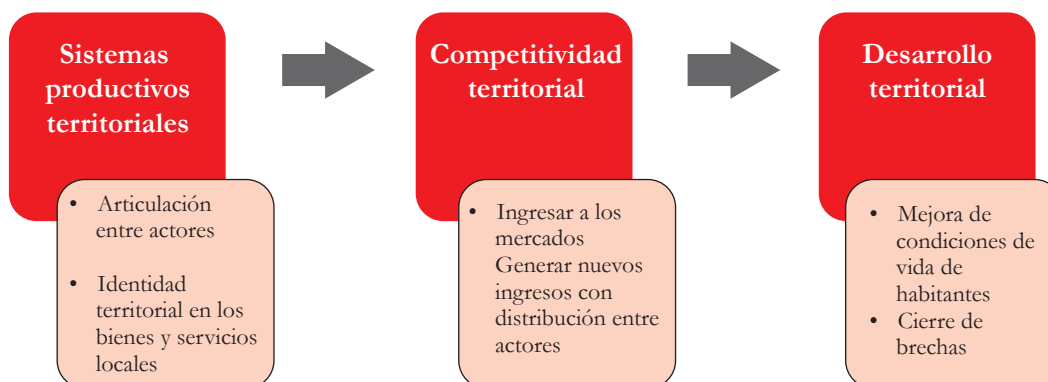 Sistemas
productivos
territoriales
• Articulación
entre actores
• Identidad
territorial en los
bienes y servicios
locales
Competitividad
territorial
• Ingresar a los
mercados
Generar nuevos
ingresos con
distribución entre
actores
Desarrollo
territorial
• Mejora de
condiciones de
vida de
habitantes
• Cierre de
brechas